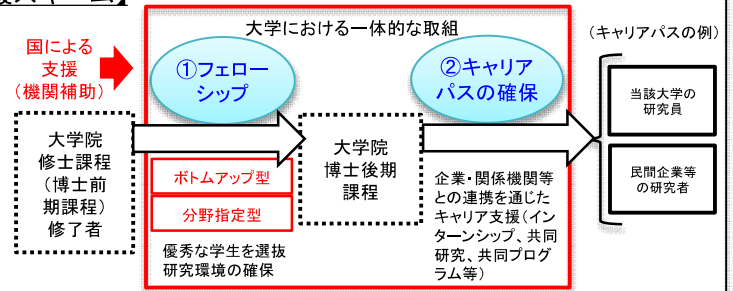 スキーム】
大学における一体的な取組
国による
支援
（機関補助）
①フェロー
シップ
②キャリア
パスの確保
（キャリアパスの例）
大学院
修士課程
（博士前
期課程）
修了者
ボトムアップ型
分野指定型
優秀な学生を選抜
研究環境の確保
大学院
博士後期
課程
企業・関係機関等
との連携を通じた
キャリア支援（イン
ターンシップ、共同
研究、共同プログ
ラム等）
当該大学の
研究員
民間企業等
の研究者